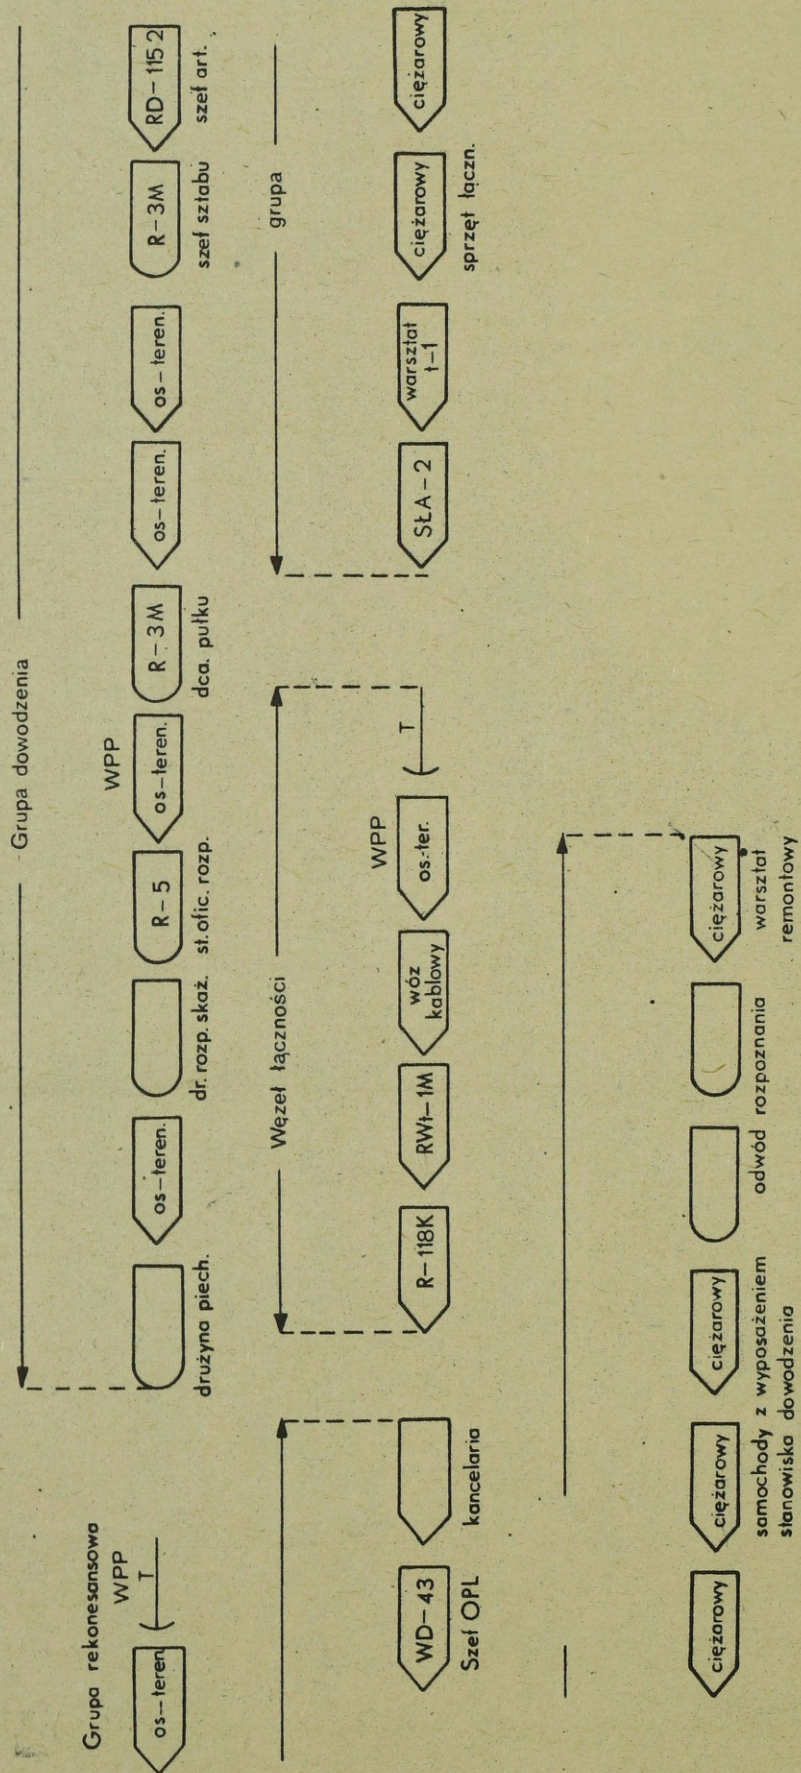 Grupa dowodzenia
Grupa rekonesansowa
WPP
T
os-teren
drużyna piech.
os-teren.
dr. rozp. skaż.
R-5
st. ofic. rozp.
WPP
os-teren.
R-3M
dca. pułku
os-teren.
os-teren.
R-3M
szef sztabu
RD-115 2
szef art.
Węzeł łączności
grupa
WD-43
Szef OPL
kancelaria
R-118K
RWt-1M
wóz
kablowy
WPP
os.-ter.
T
SŁA-2
warsztat
t-1
ciężarowy
sprzęt łączn.
ciężarowy
ciężarowy
ciężarowy
ciężarowy
samochody z wyposażeniem
stanowiska dowodzenia
odwód rozpoznania
ciężarowy
warsztat
remontowy